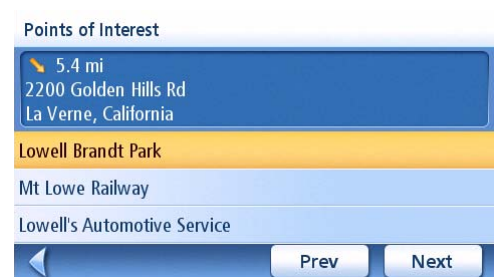 Points of Interest
5.4 mi
2200 Golden Hills Rd
La Verne, California
Lowell Brandt Park
Mt Lowe Railway
Lowell's Automotive Service
Prev
Next